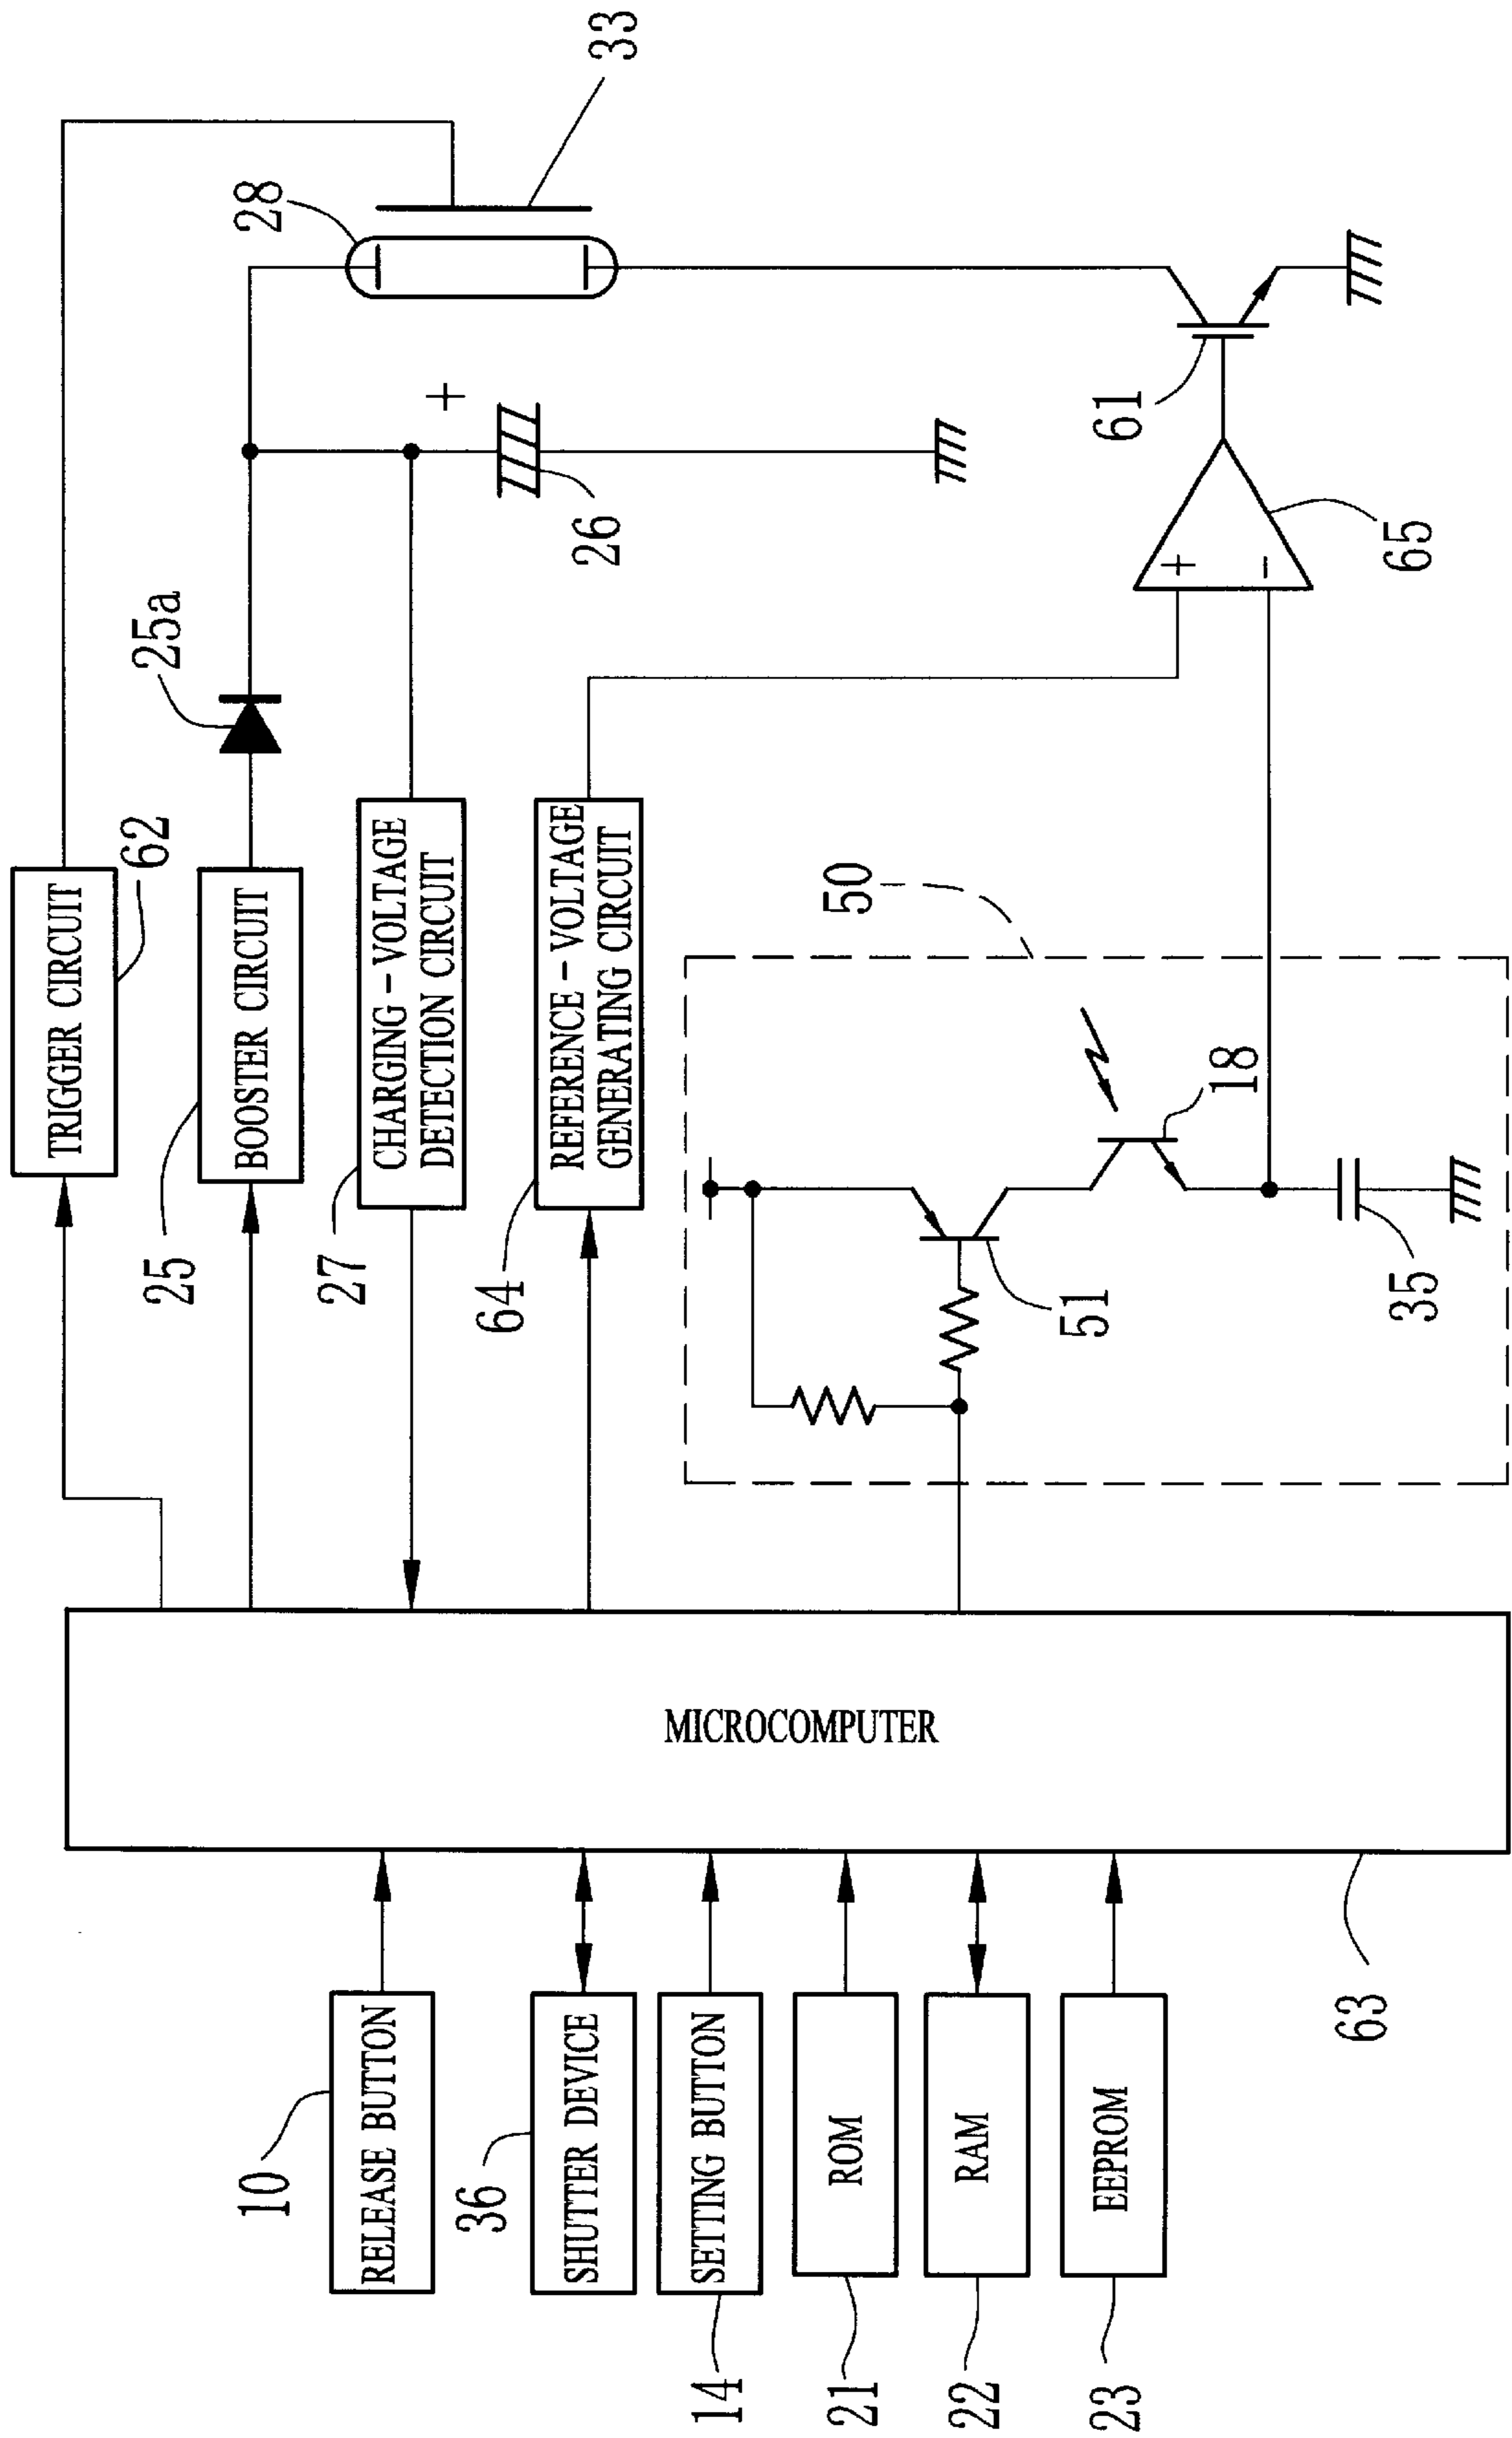 33
28
+
26
25a
TRIGGER CIRCUIT
62
BOOSTER CIRCUIT
25
CHARGING-VOLTAGE
DETECTION CIRCUIT
27
REFERENCE-VOLTAGE
GENERATING CIRCUIT
64
61
+
-
65
50
18
51
35
MICROCOMPUTER
63
RELEASE BUTTON
10
SHUTTER DEVICE
36
SETTING BUTTON
14
ROM
21
RAM
22
EEPROM
23